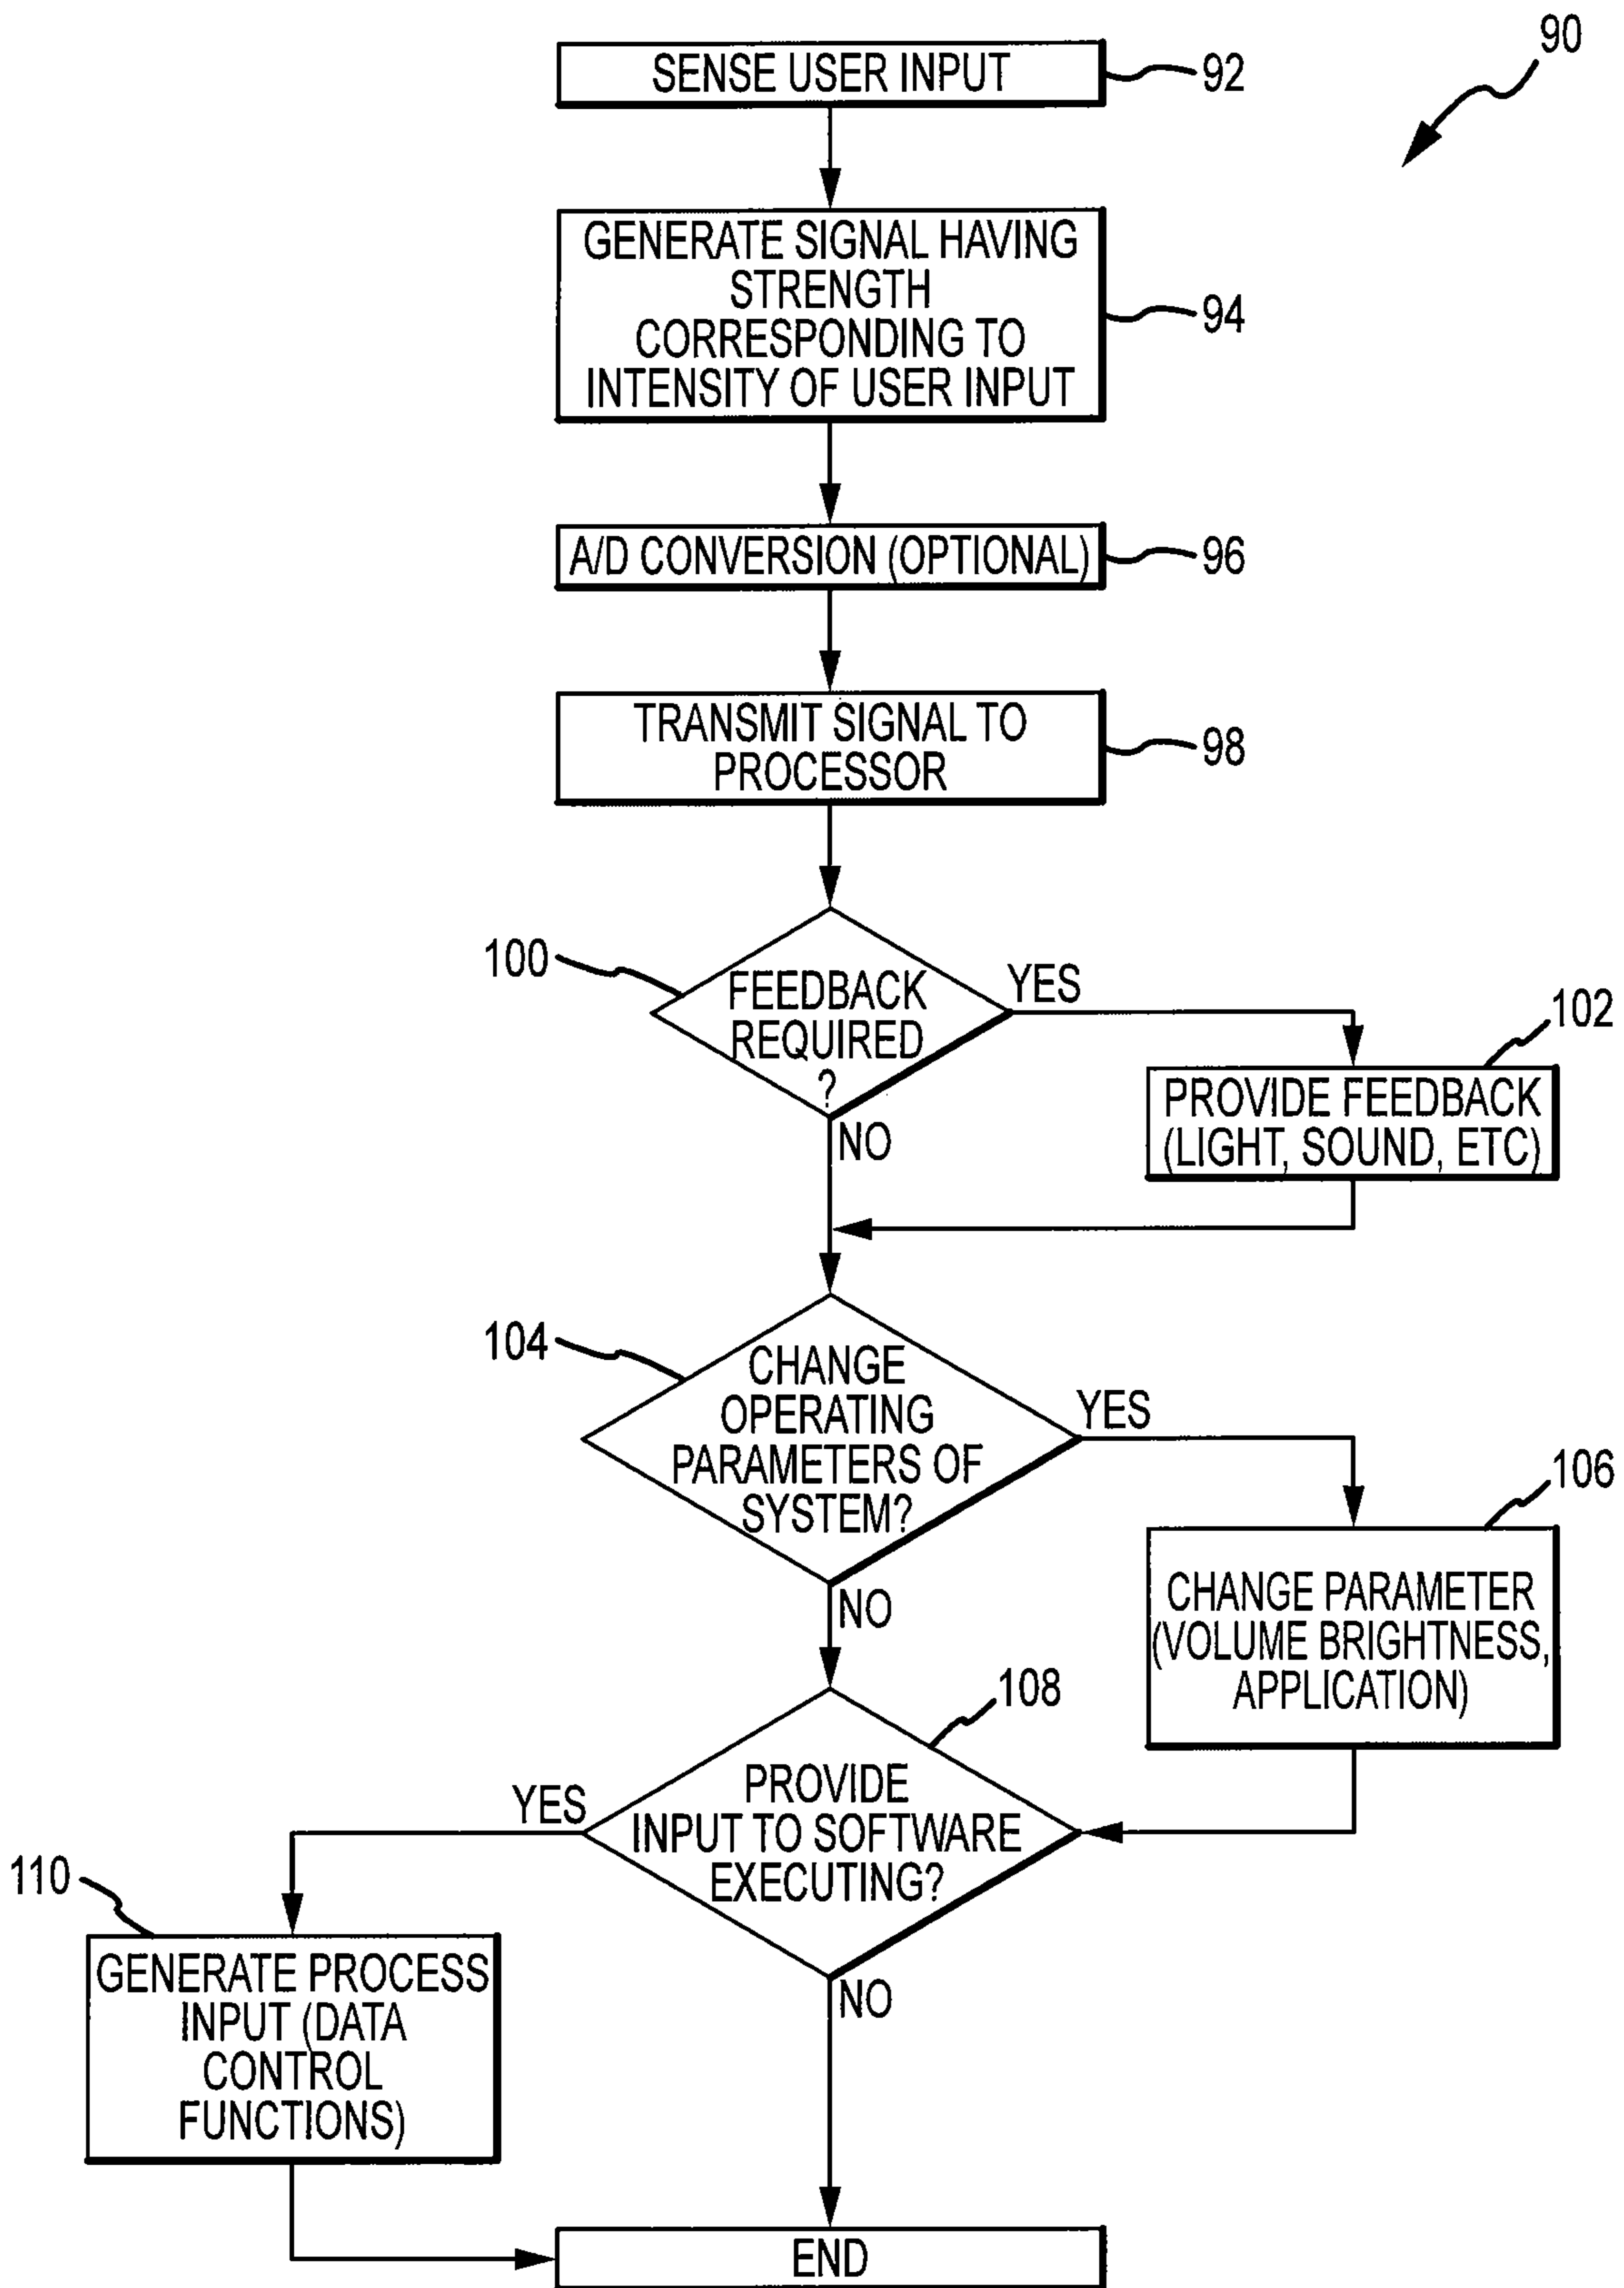 90
SENSE USER INPUT
92
GENERATE SIGNAL HAVING
STRENGTH
CORRESPONDING TO
INTENSITY OF USER INPUT
94
A/D CONVERSION (OPTIONAL)
96
TRANSMIT SIGNAL TO
PROCESSOR
98
100
FEEDBACK
REQUIRED
?
YES
NO
102
PROVIDE FEEDBACK
(LIGHT, SOUND, ETC)
104
CHANGE
OPERATING
PARAMETERS OF
SYSTEM?
YES
NO
106
CHANGE PARAMETER
(VOLUME BRIGHTNESS,
APPLICATION)
108
PROVIDE
INPUT TO SOFTWARE
EXECUTING?
YES
NO
110
GENERATE PROCESS
INPUT (DATA
CONTROL
FUNCTIONS)
END